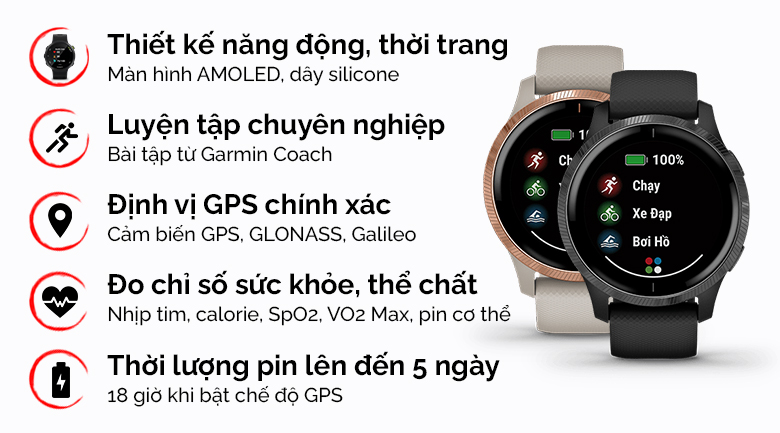 Thiết kế năng động, thời trang
Màn hình AMOLED, dây silicone
Luyện tập chuyên nghiệp
Bài tập từ Garmin Coach
Định vị GPS chính xác
Cảm biến GPS, GLONASS, Galileo
Đo chỉ số sức khỏe, thể chất
Nhịp tim, calorie, SpO2, VO2 Max, pin cơ thể
Thời lượng pin lên đến 5 ngày
18 giờ khi bật chế độ GPS
100%
Chạy
Xe Đạp
Bơi Hồ